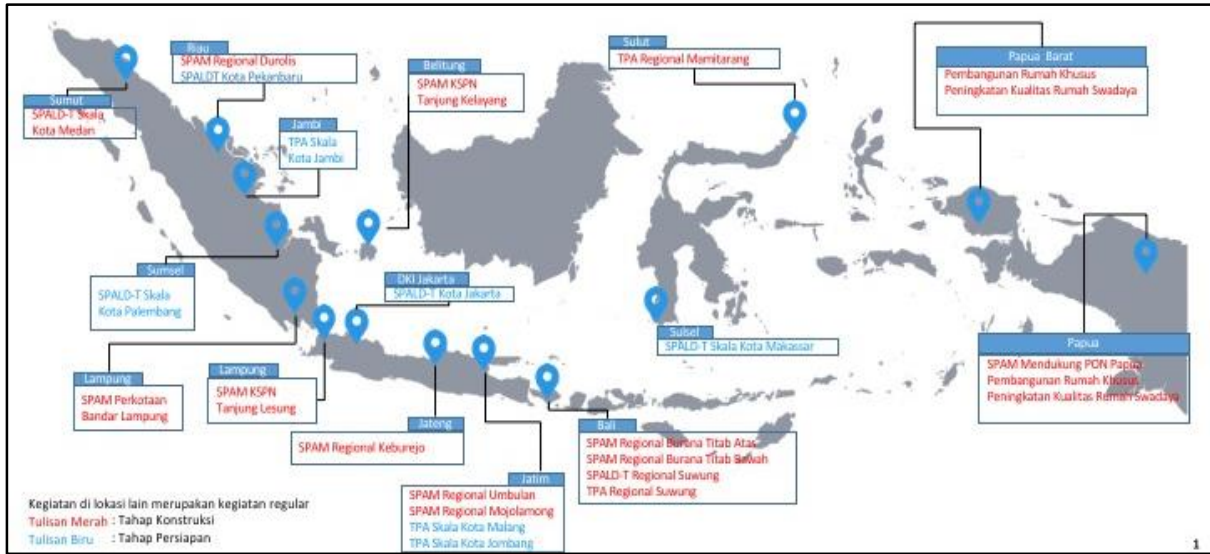 Riau
SPAM Regional Durolis
SPALDT Kota Pekanbaru
Sumut
SPALD-T Skala
Kota Medan
Jambi
TPA Skala
Kota Jambi
Belitung
SPAM KSPN
Tanjung Kelayang
Sulut
TPA Regional Mamitarang
Papua Barat
Pembangunan Rumah Khusus
Peningkatan Kualitas Rumah Swadaya
Sumsel
SPALD-T Skala
Kota Palembang
DKI Jakarta
SPALD-T Kota Jakarta
Sulsel
SPALD-T Skala Kota Makassar
Papua
SPAM Mendukung PON Papua
Pembangunan Rumah Khusus
Peningkatan Kualitas Rumah Swadaya
Lampung
SPAM Perkotaan
Bandar Lampung
Lampung
SPAM KSPN
Tanjung Lesung
Jateng
SPAM Regional Keburejo
Jatim
SPAM Regional Umbulan
SPAM Regional Mojolamong
TPA Skala Kota Malang
TPA Skala Kota Jombang
Bali
SPAM Regional Burana Titab Atas
SPAM Regional Burana Titab Bawah
SPALD-T Regional Suwung
TPA Regional Suwung
Kegiatan di lokasi lain merupakan kegiatan regular
Tulisan Merah : Tahap Konstruksi
Tulisan Biru : Tahap Persiapan
1